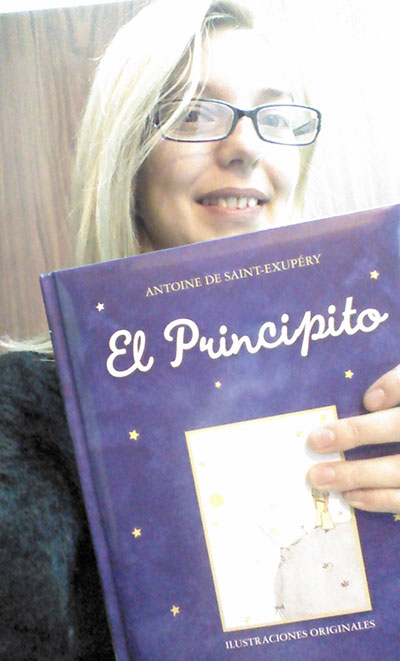 ANTOINE DE SAINT-EXUPÉRY
El Principito
ILUSTRACIONES ORIGINALES